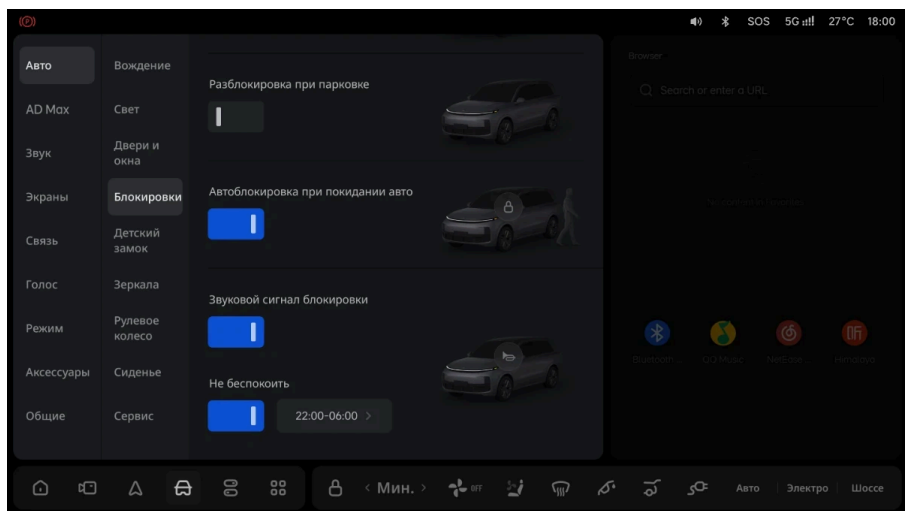 (P)
SOS 5G 27°C 18:00
Авто
AD Max
Звук
Экраны
Связь
Голос
Режим
Аксессуары
Общие
Вождение
Свет
Двери и
окна
Блокировки
Детский
замок
Зеркала
Рулевое
колесо
Сиденье
Сервис
Разблокировка при парковке
Автоблокировка при покидании авто
Звуковой сигнал блокировки
Не беспокоить
22:00-06:00 >
Browser
Search or enter a URL
Bluetooth
QQ Music
NetEase
< Мин. >
OFF
Авто
Электро
Шоссе